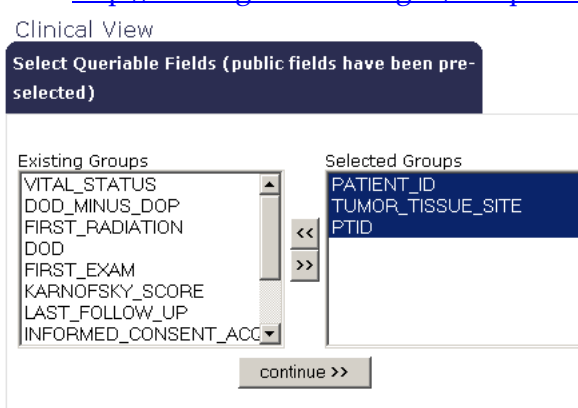 Clinical View
Select Queriable Fields (public fields have been pre-
selected)
Existing Groups
VITAL_STATUS
DOD_MINUS_DOP
FIRST_RADIATION
DOD
FIRST_EXAM
KARNOFSKY_SCORE
LAST_FOLLOW_UP
INFORMED_CONSENT_ACQ
<<
>>
Selected Groups
PATIENT_ID
TUMOR_TISSUE_SITE
PTID
continue >>